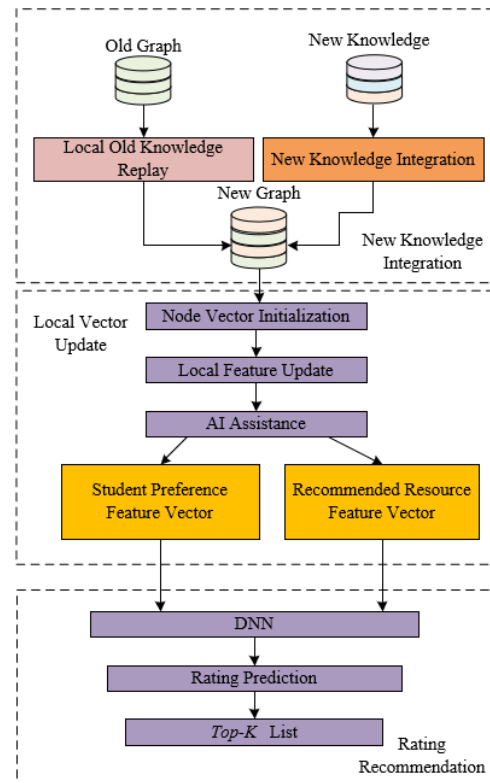 Old Graph
New Knowledge
Local Old Knowledge
Replay
New Knowledge Integration
New Graph
New Knowledge
Integration
Local Vector
Update
Node Vector Initialization
Local Feature Update
AI Assistance
Student Preference
Feature Vector
Recommended Resource
Feature Vector
DNN
Rating Prediction
Top-K List
Rating
Recommendation